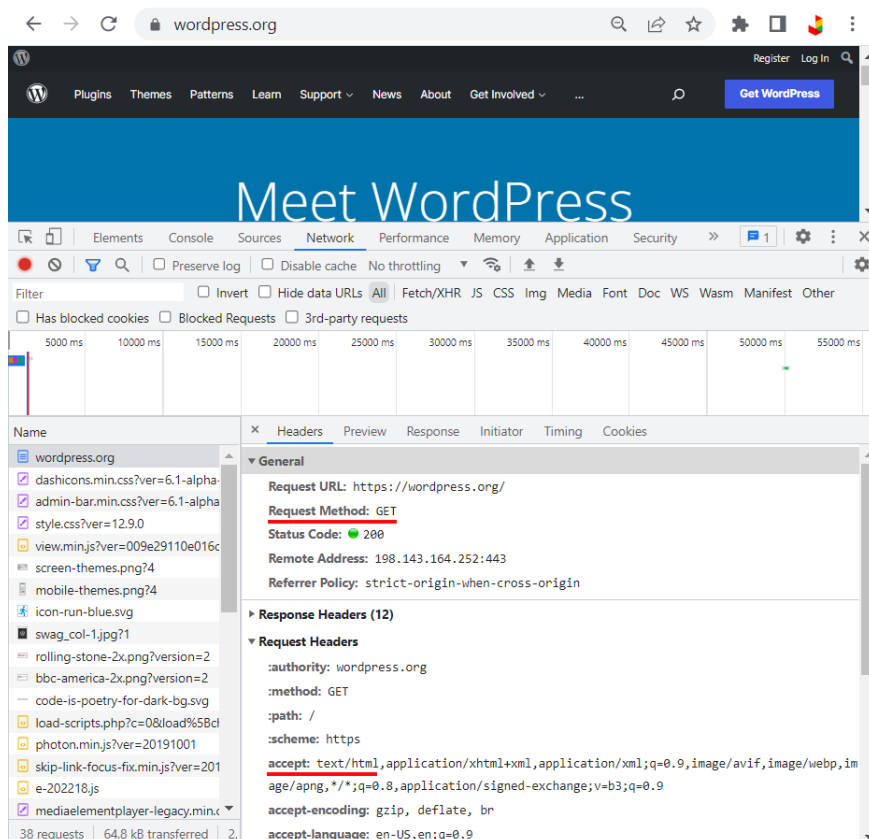 wordpress.org
Register Log In
Plugins Themes Patterns Learn Support News About Get Involved ... Get WordPress
Meet WordPress
Elements Console Sources Network Performance Memory Application Security » 1
Preserve log Disable cache No throttling
Filter Invert Hide data URLs All Fetch/XHR JS CSS Img Media Font Doc WS Wasm Manifest Other
Has blocked cookies Blocked Requests 3rd-party requests
5000 ms 10000 ms 15000 ms 20000 ms 25000 ms 30000 ms 35000 ms 40000 ms 45000 ms 50000 ms 55000 ms
Name
wordpress.org
dashicons.min.css?ver=6.1-alpha-
admin-bar.min.css?ver=6.1-alpha
style.css?ver=12.9.0
view.min.js?ver=009e29110e016c
screen-themes.png?4
mobile-themes.png?4
icon-run-blue.svg
swag_col-1.jpg?1
rolling-stone-2x.png?version=2
bbc-america-2x.png?version=2
code-is-poetry-for-dark-bg.svg
load-scripts.php?c=0&load%5Bcl
photon.min.js?ver=20191001
skip-link-focus-fix.min.js?ver=201
e-202218.js
mediaelementplayer-legacy.min.c
38 requests 64.8 kB transferred 2.
× Headers Preview Response Initiator Timing Cookies
General
Request URL: https://wordpress.org/
Request Method: GET
Status Code: 200
Remote Address: 198.143.164.252:443
Referrer Policy: strict-origin-when-cross-origin
Response Headers (12)
Request Headers
:authority: wordpress.org
:method: GET
:path: /
:scheme: https
accept: text/html,application/xhtml+xml,application/xml;q=0.9,image/avif,image/webp,im
age/apng,*/*;q=0.8,application/signed-exchange;v=b3;q=0.9
accept-encoding: gzip, deflate, br
accept-language: en-US,en;q=0.9